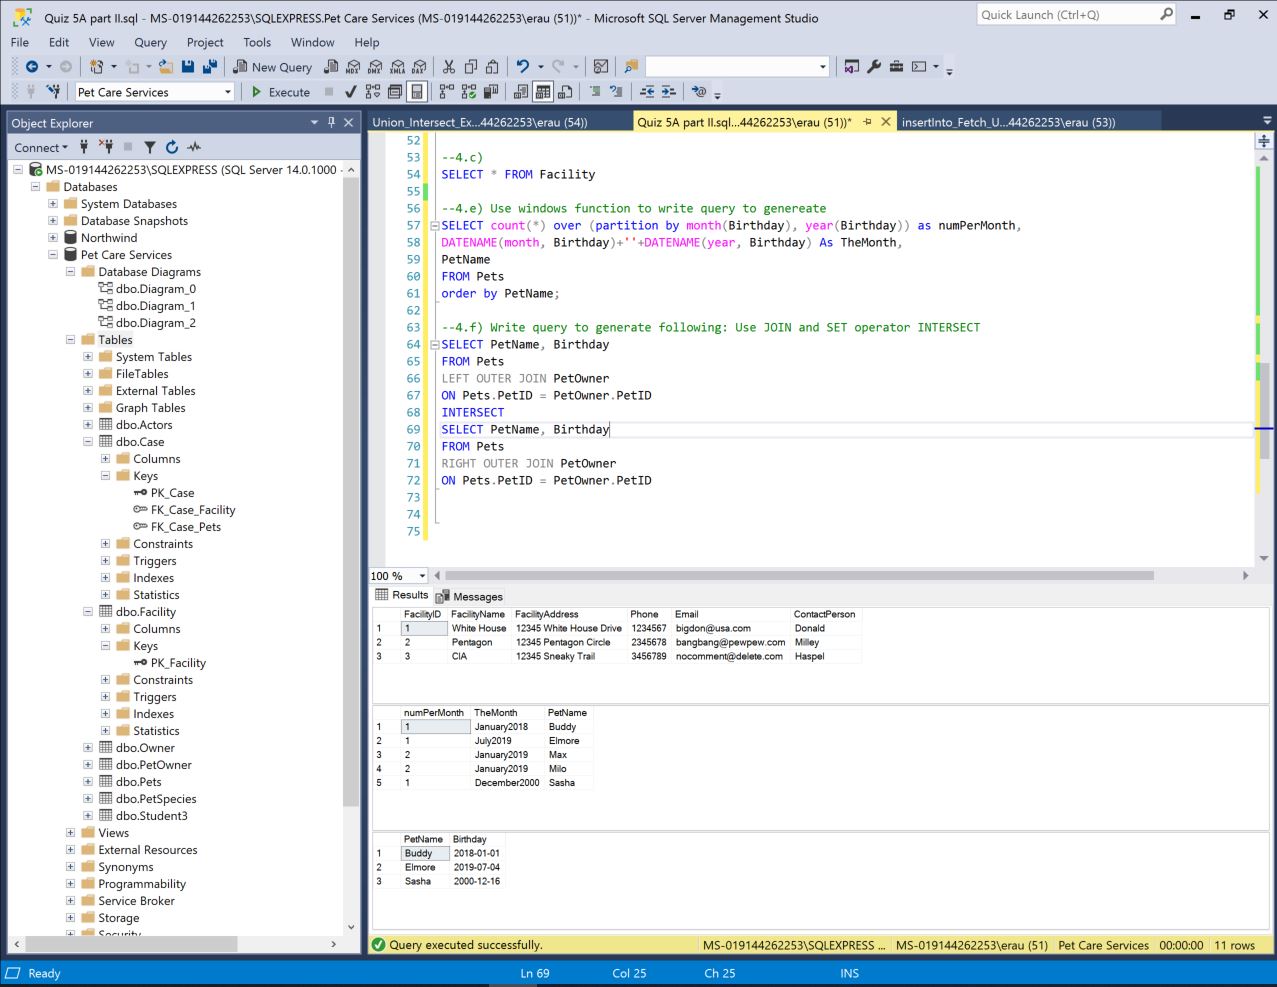 Quiz 5A part II.sql - MS-019144262253\SQLEXPRESS.Pet Care Services (MS-019144262253\erau (51))* - Microsoft SQL Server Management Studio
Quick Launch (Ctrl+Q)
File Edit View Query Project Tools Window Help
New Query
MDX DMX XMLA DAX
Pet Care Services
Execute
Object Explorer
Connect
MS-019144262253\SQLEXPRESS (SQL Server 14.0.1000 -
Databases
System Databases
Database Snapshots
Northwind
Pet Care Services
Database Diagrams
dbo.Diagram_0
dbo.Diagram_1
dbo.Diagram_2
Tables
System Tables
FileTables
External Tables
Graph Tables
dbo.Actors
dbo.Case
Columns
Keys
PK_Case
FK_Case_Facility
FK_Case_Pets
Constraints
Triggers
Indexes
Statistics
dbo.Facility
Columns
Keys
PK_Facility
Constraints
Triggers
Indexes
Statistics
dbo.Owner
dbo.PetOwner
dbo.Pets
dbo.PetSpecies
dbo.Student3
Views
External Resources
Synonyms
Programmability
Service Broker
Storage
Security
Union_Intersect_Ex...44262253\erau (54))
Quiz 5A part II.sql...44262253\erau (51))*
insertInto_Fetch_U...44262253\erau (53))
52
53 --4.c)
54 SELECT * FROM Facility
55
56 --4.e) Use windows function to write query to genereate
57 SELECT count(*) over (partition by month(Birthday), year(Birthday)) as numPerMonth,
58 DATENAME(month, Birthday)+''+DATENAME(year, Birthday) As TheMonth,
59 PetName
60 FROM Pets
61 order by PetName;
62
63 --4.f) Write query to generate following: Use JOIN and SET operator INTERSECT
64 SELECT PetName, Birthday
65 FROM Pets
66 LEFT OUTER JOIN PetOwner
67 ON Pets.PetID = PetOwner.PetID
68 INTERSECT
69 SELECT PetName, Birthday
70 FROM Pets
71 RIGHT OUTER JOIN PetOwner
72 ON Pets.PetID = PetOwner.PetID
73
74
75
100 %
Results Messages
FacilityID FacilityName FacilityAddress Phone Email ContactPerson
1 1 White House 12345 White House Drive 1234567 bigdon@usa.com Donald
2 2 Pentagon 12345 Pentagon Circle 2345678 bangbang@pewpew.com Milley
3 3 CIA 12345 Sneaky Trail 3456789 nocomment@delete.com Haspel
numPerMonth TheMonth PetName
1 1 January2018 Buddy
2 1 July2019 Elmore
3 2 January2019 Max
4 2 January2019 Milo
5 1 December2000 Sasha
PetName Birthday
1 Buddy 2018-01-01
2 Elmore 2019-07-04
3 Sasha 2000-12-16
Query executed successfully.
MS-019144262253\SQLEXPRESS ... MS-019144262253\erau (51) Pet Care Services 00:00:00 11 rows
Ready Ln 69 Col 25 Ch 25 INS